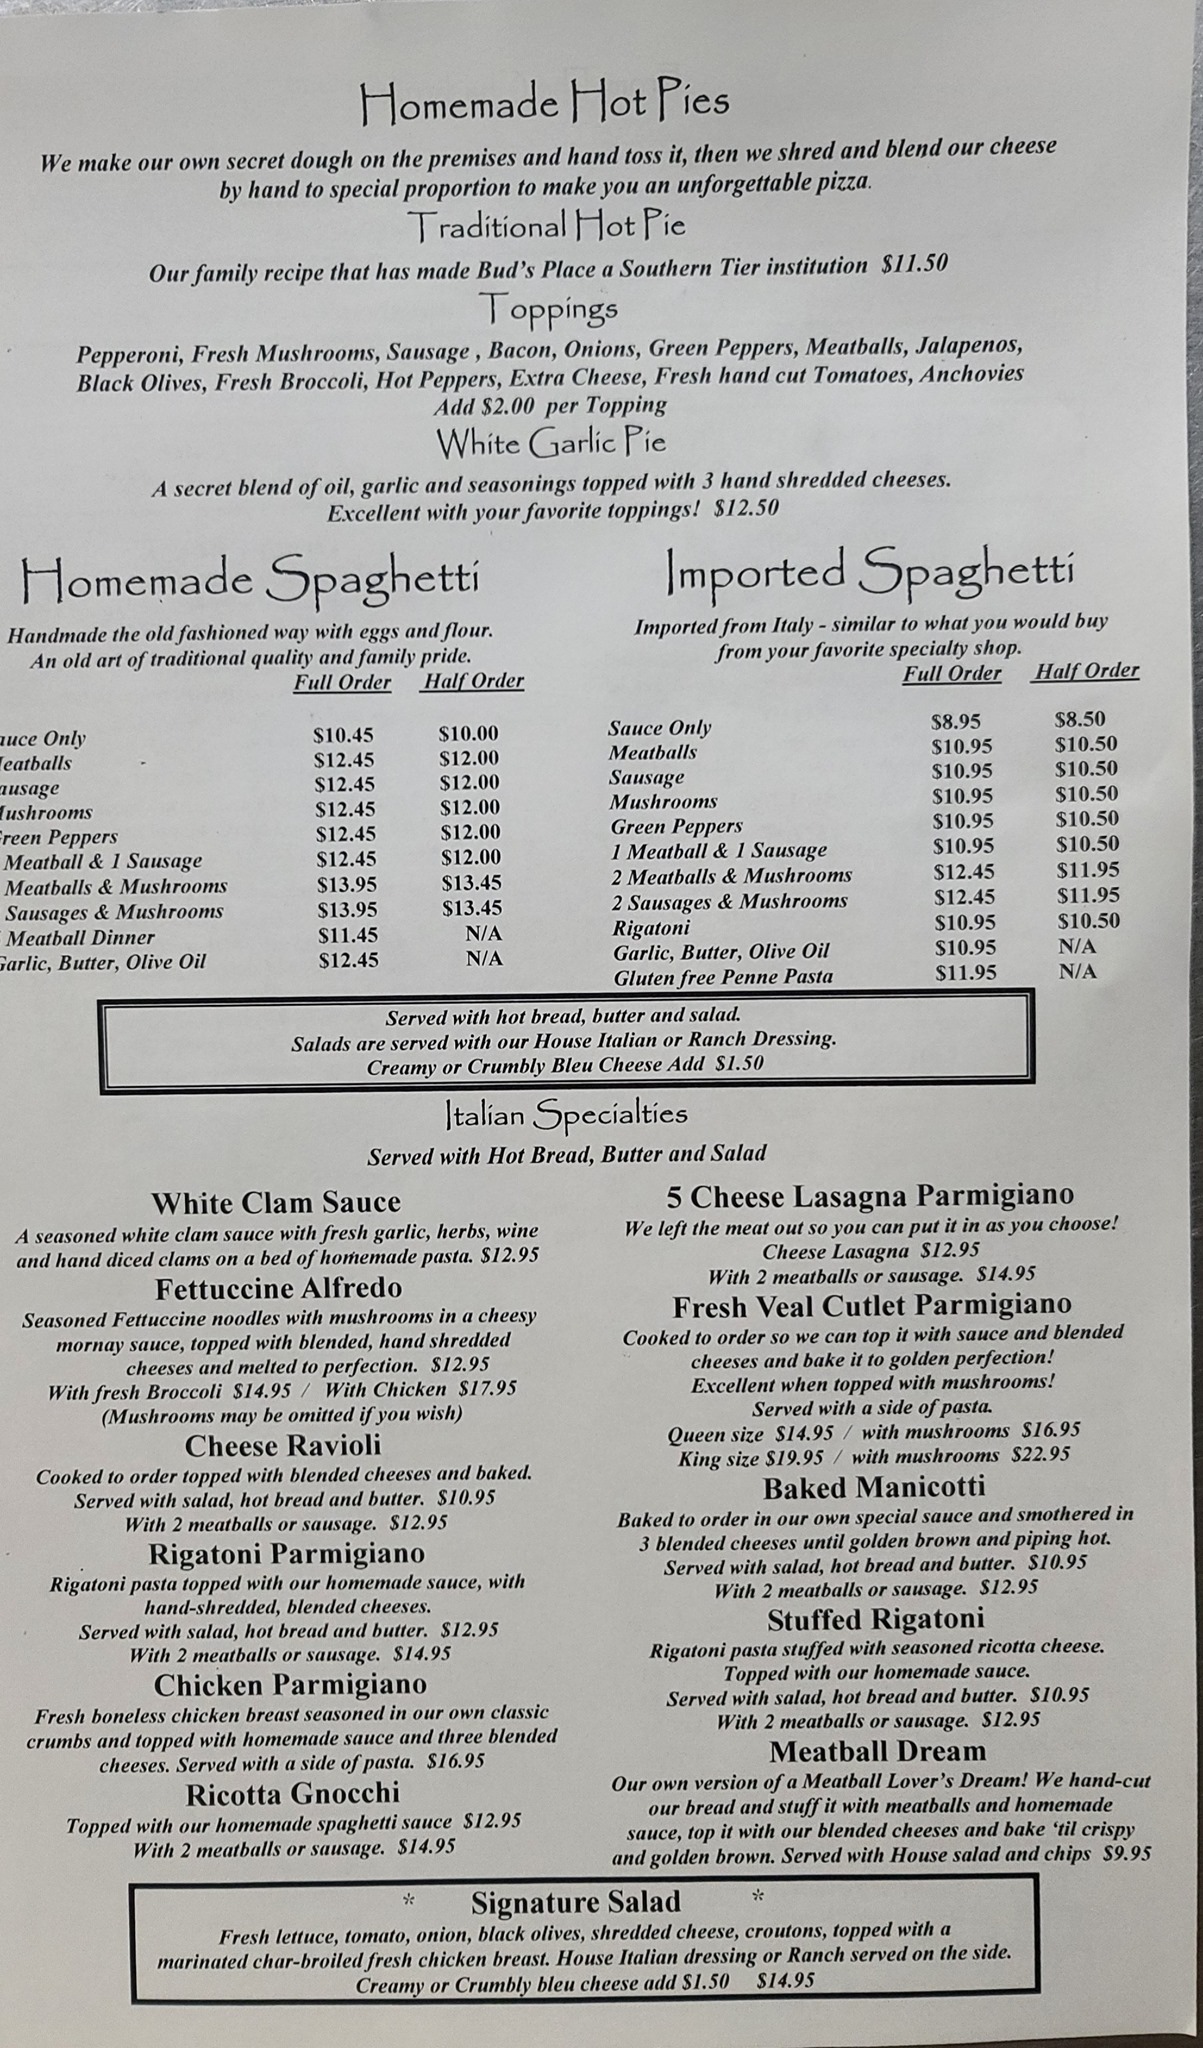 Homemade Hot Pies
We make our own secret dough on the premises and hand toss it, then we shred and blend our cheese
by hand to special proportion to make you an unforgettable pizza.
Traditional Hot Pie
Our family recipe that has made Bud's Place a Southern Tier institution $11.50
Toppings
Pepperoni, Fresh Mushrooms, Sausage , Bacon, Onions, Green Peppers, Meatballs, Jalapenos,
Black Olives, Fresh Broccoli, Hot Peppers, Extra Cheese, Fresh hand cut Tomatoes, Anchovies
Add $2.00 per Topping
White Garlic Pie
A secret blend of oil, garlic and seasonings topped with 3 hand shredded cheeses.
Excellent with your favorite toppings! $12.50
Homemade Spaghetti
Handmade the old fashioned way with eggs and flour.
An old art of traditional quality and family pride.
Full Order Half Order
auce Only $10.45 $10.00
eatballs $12.45 $12.00
ausage $12.45 $12.00
ushrooms $12.45 $12.00
reen Peppers $12.45 $12.00
Meatball & 1 Sausage $12.45 $12.00
Meatballs & Mushrooms $13.95 $13.45
Sausages & Mushrooms $13.95 $13.45
Meatball Dinner $11.45 N/A
Garlic, Butter, Olive Oil $12.45 N/A
Imported Spaghetti
Imported from Italy - similar to what you would buy
from your favorite specialty shop.
Full Order Half Order
Sauce Only $8.95 $8.50
Meatballs $10.95 $10.50
Sausage $10.95 $10.50
Mushrooms $10.95 $10.50
Green Peppers $10.95 $10.50
1 Meatball & 1 Sausage $10.95 $10.50
2 Meatballs & Mushrooms $12.45 $11.95
2 Sausages & Mushrooms $12.45 $11.95
Rigatoni $10.95 $10.50
Garlic, Butter, Olive Oil $10.95 N/A
Gluten free Penne Pasta $11.95 N/A
Served with hot bread, butter and salad.
Salads are served with our House Italian or Ranch Dressing.
Creamy or Crumbly Bleu Cheese Add $1.50
Italian Specialties
Served with Hot Bread, Butter and Salad
White Clam Sauce
A seasoned white clam sauce with fresh garlic, herbs, wine
and hand diced clams on a bed of homemade pasta. $12.95
Fettuccine Alfredo
Seasoned Fettuccine noodles with mushrooms in a cheesy
mornay sauce, topped with blended, hand shredded
cheeses and melted to perfection. $12.95
With fresh Broccoli $14.95 / With Chicken $17.95
(Mushrooms may be omitted if you wish)
Cheese Ravioli
Cooked to order topped with blended cheeses and baked.
Served with salad, hot bread and butter. $10.95
With 2 meatballs or sausage. $12.95
Rigatoni Parmigiano
Rigatoni pasta topped with our homemade sauce, with
hand-shredded, blended cheeses.
Served with salad, hot bread and butter. $12.95
With 2 meatballs or sausage. $14.95
Chicken Parmigiano
Fresh boneless chicken breast seasoned in our own classic
crumbs and topped with homemade sauce and three blended
cheeses. Served with a side of pasta. $16.95
Ricotta Gnocchi
Topped with our homemade spaghetti sauce $12.95
With 2 meatballs or sausage. $14.95
5 Cheese Lasagna Parmigiano
We left the meat out so you can put it in as you choose!
Cheese Lasagna $12.95
With 2 meatballs or sausage. $14.95
Fresh Veal Cutlet Parmigiano
Cooked to order so we can top it with sauce and blended
cheeses and bake it to golden perfection!
Excellent when topped with mushrooms!
Served with a side of pasta.
Queen size $14.95 / with mushrooms $16.95
King size $19.95 / with mushrooms $22.95
Baked Manicotti
Baked to order in our own special sauce and smothered in
3 blended cheeses until golden brown and piping hot.
Served with salad, hot bread and butter. $10.95
With 2 meatballs or sausage. $12.95
Stuffed Rigatoni
Rigatoni pasta stuffed with seasoned ricotta cheese.
Topped with our homemade sauce.
Served with salad, hot bread and butter. $10.95
With 2 meatballs or sausage. $12.95
Meatball Dream
Our own version of a Meatball Lover's Dream! We hand-cut
our bread and stuff it with meatballs and homemade
sauce, top it with our blended cheeses and bake 'til crispy
and golden brown. Served with House salad and chips $9.95
* Signature Salad *
Fresh lettuce, tomato, onion, black olives, shredded cheese, croutons, topped with a
marinated char-broiled fresh chicken breast. House Italian dressing or Ranch served on the side.
Creamy or Crumbly bleu cheese add $1.50 $14.95